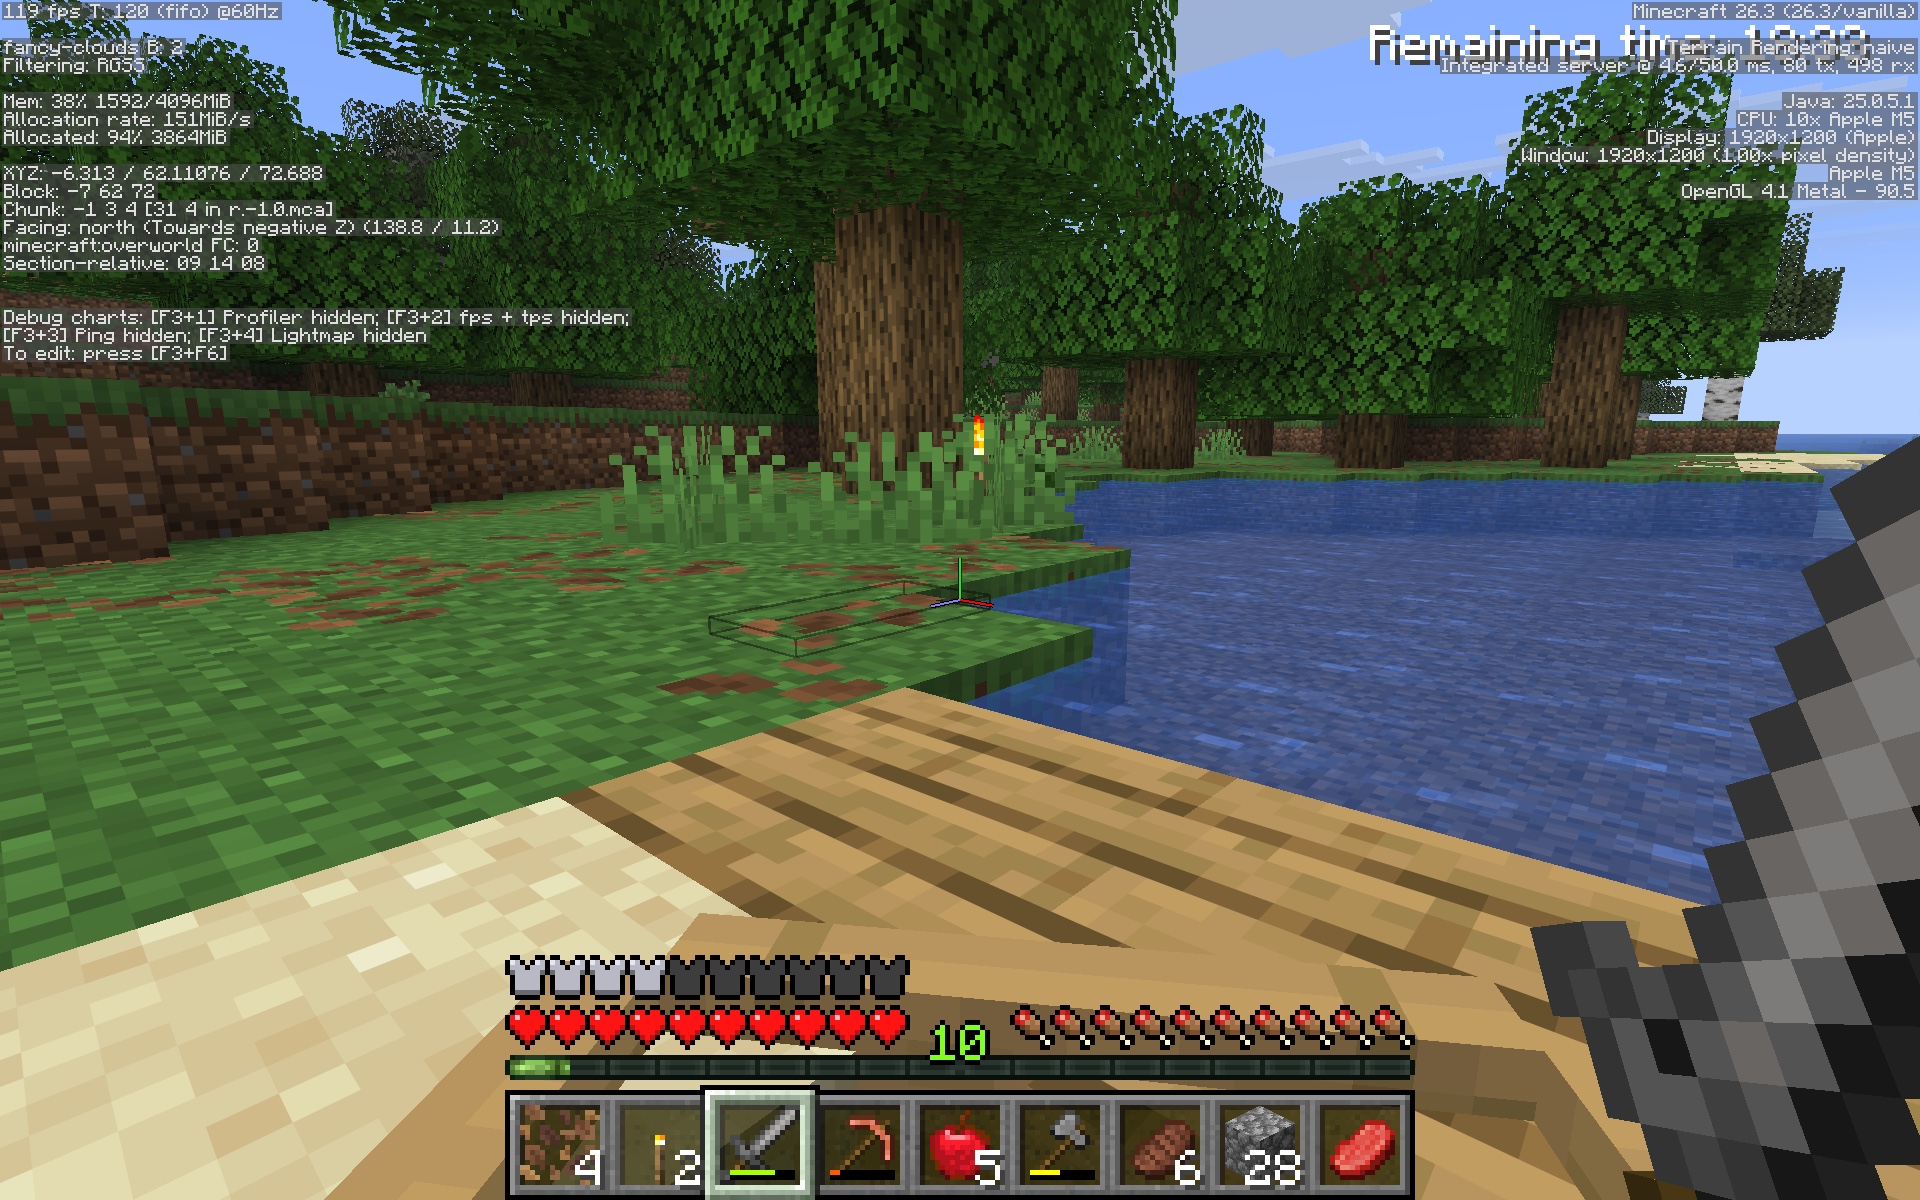 119 fps T: 120 (fifo) @60Hz
fancy-clouds B: 2
Filtering: RGSS
Mem: 38% 1592/4096MiB
Allocation rate: 151MiB/s
Allocated: 94% 3864MiB
XYZ: -6.313 / 62.11076 / 72.688
Block: -7 62 72
Chunk: -1 3 4 [31 4 in r.-1.0.mca]
Facing: north (Towards negative Z) (138.8 / 11.2)
minecraft:overworld FC: 0
Section-relative: 09 14 08
Debug charts: [F3+1] Profiler hidden; [F3+2] fps + tps hidden;
[F3+3] Ping hidden; [F3+4] Lightmap hidden
To edit: press [F3+F6]
Minecraft 26.3 (26.3/vanilla)
Remaining
Terrain Rendering: naive
Integrated server @ 4.6/50.0 ms, 80 tx, 498 rx
Java: 25.0.5.1
CPU: 10x Apple M5
Display: 1920x1200 (Apple)
Window: 1920x1200 (1.00x pixel density)
Apple M5
OpenGL 4.1 Metal - 90.5
10
4 2 5 6 28